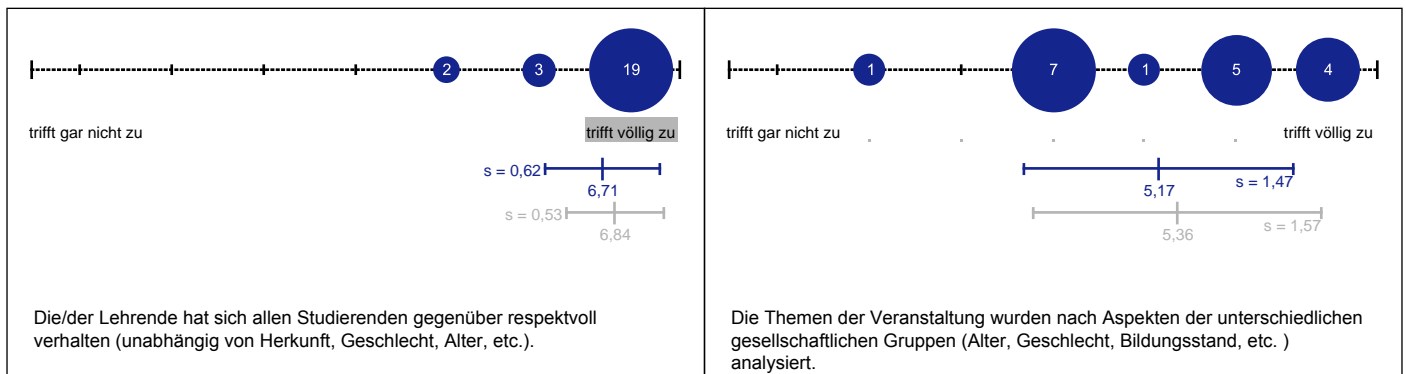 2
3
19
trifft gar nicht zu
trifft völlig zu
s = 0,62
6,71
s = 0,53
6,84
Die/der Lehrende hat sich allen Studierenden gegenüber respektvoll
verhalten (unabhängig von Herkunft, Geschlecht, Alter, etc.).
1
7
1
5
4
trifft gar nicht zu
trifft völlig zu
5,17
s = 1,47
5,36
s = 1,57
Die Themen der Veranstaltung wurden nach Aspekten der unterschiedlichen
gesellschaftlichen Gruppen (Alter, Geschlecht, Bildungsstand, etc. )
analysiert.